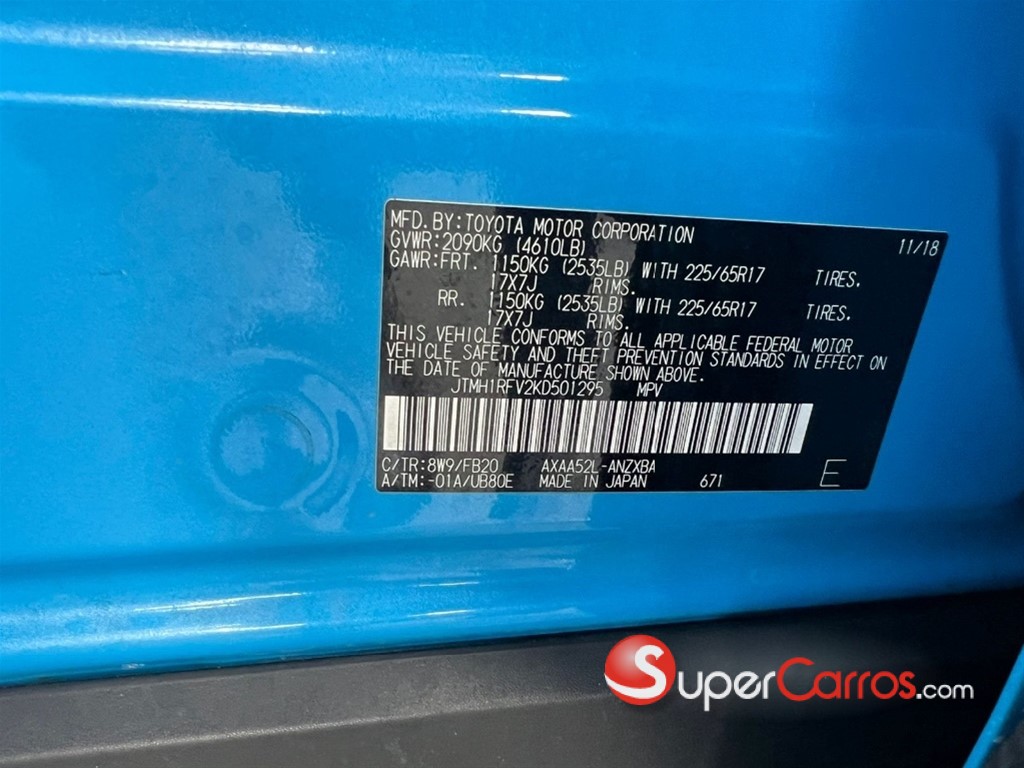 MFD.BY:TOYOTA MOTOR CORPORATION 11/18
GVWR:2090KG (4610LB)
GAWR:FRT. 1150KG (2535LB) WITH 225/65R17 TIRES.
17X7J RIMS.
RR. 1150KG (2535LB) WITH 225/65R17 TIRES.
17X7J RIMS.
THIS VEHICLE CONFORMS TO ALL APPLICABLE FEDERAL MOTOR
VEHICLE SAFETY AND THEFT PREVENTION STANDARDS IN EFFECT ON
THE DATE OF MANUFACTURE SHOWN ABOVE.
JTMH1RFV2KD501295 MPV
C/TR:8W9/FB20 AXAA52L-ANZXBA
A/TM:-01A/UB80E MADE IN JAPAN 671 E
SuperCarros.com